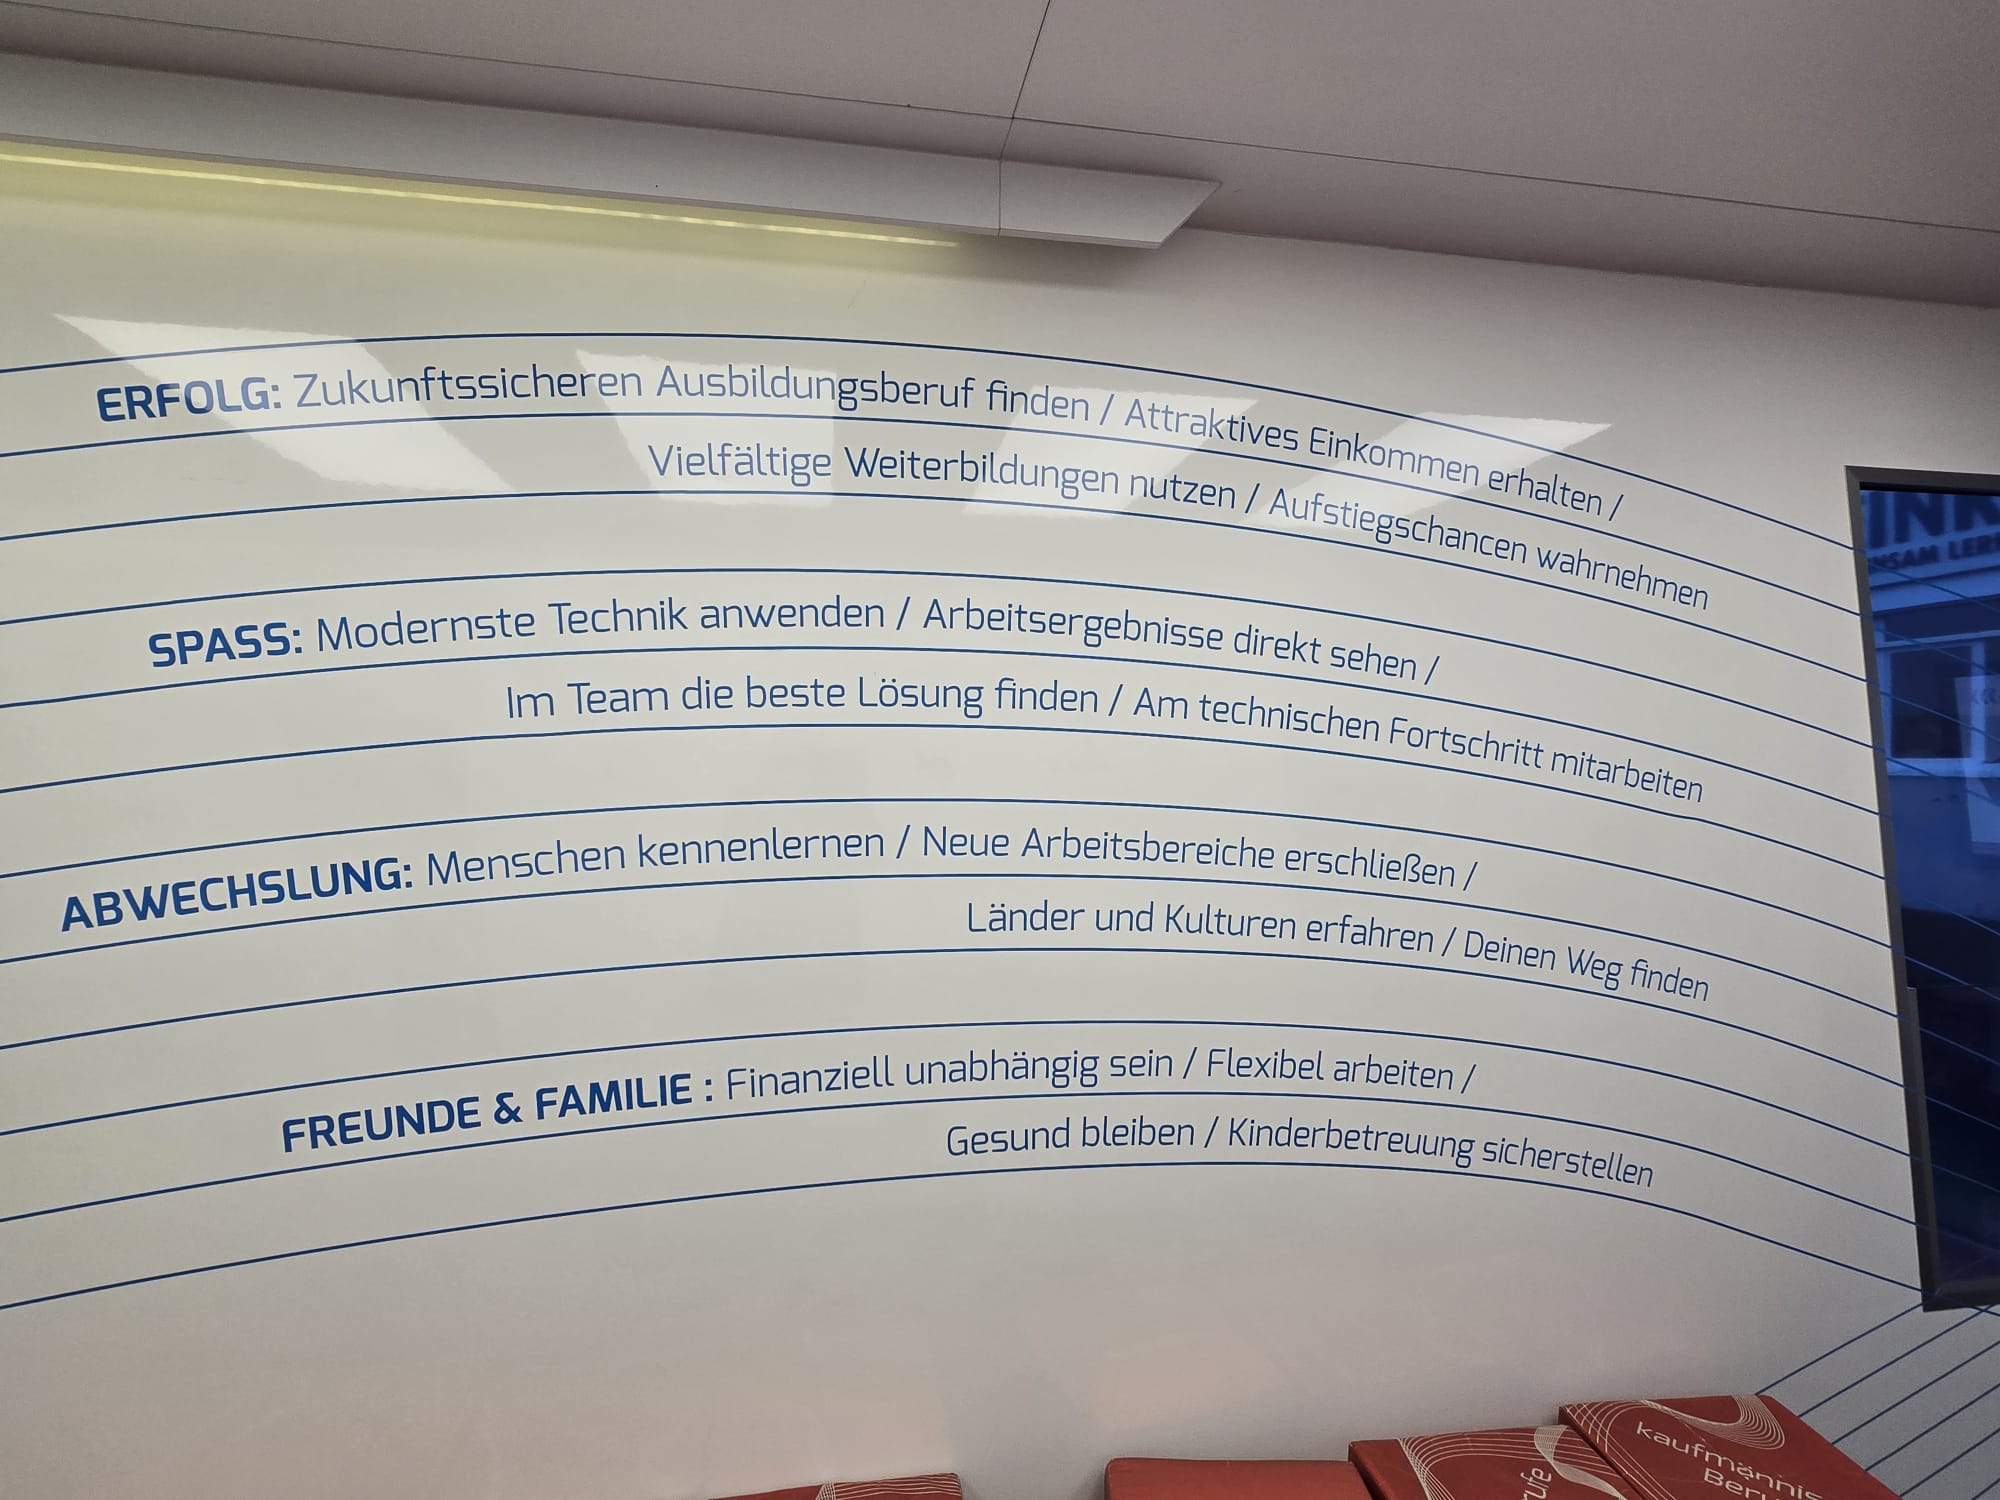 ERFOLG: Zukunftssicheren Ausbildungsberuf finden / Attraktives Einkommen erhalten /
Vielfältige Weiterbildungen nutzen / Aufstiegschancen wahrnehmen
SPASS: Modernste Technik anwenden / Arbeitsergebnisse direkt sehen /
Im Team die beste Lösung finden / Am technischen Fortschritt mitarbeiten
ABWECHSLUNG: Menschen kennenlernen / Neue Arbeitsbereiche erschließen /
Länder und Kulturen erfahren / Deinen Weg finden
FREUNDE & FAMILIE : Finanziell unabhängig sein / Flexibel arbeiten /
Gesund bleiben / Kinderbetreuung sicherstellen